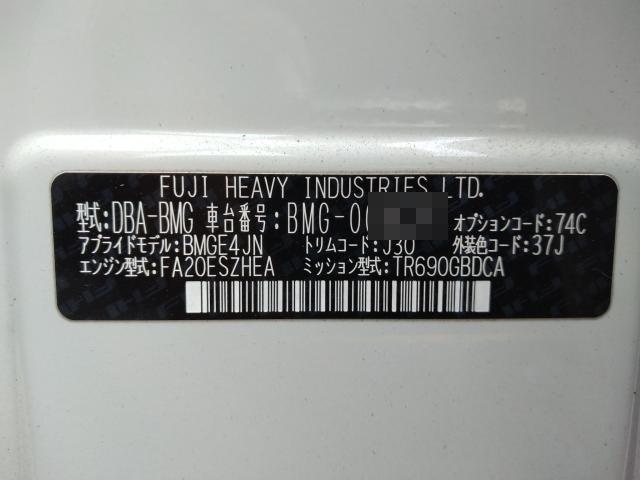 FUJI HEAVY INDUSTRIES LTD.
型式:DBA-BMG 車台番号:BMG-0 オプションコード:74C
アプライドモデル:BMGE4JN トリムコード:J30 外装色コード:37J
エンジン型式:FA20ESZHEA ミッション型式:TR690GBDCA